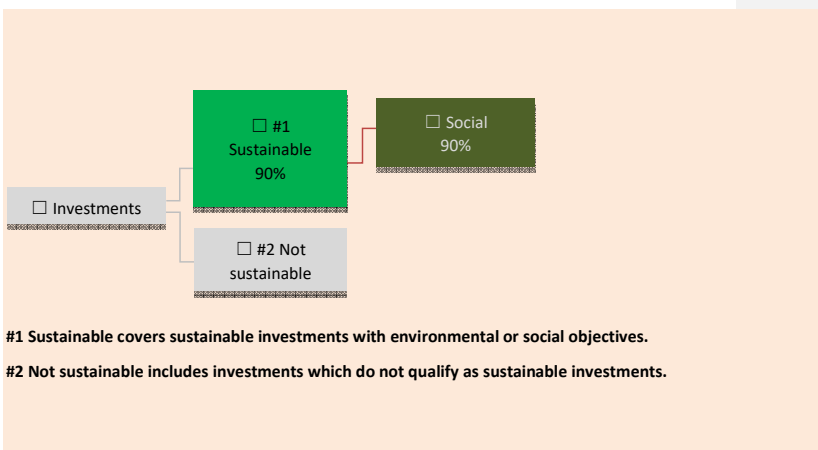 ☐ #1
Sustainable
90%
☐ Social
90%
☐ Investments
☐ #2 Not
sustainable
#1 Sustainable covers sustainable investments with environmental or social objectives.
#2 Not sustainable includes investments which do not qualify as sustainable investments.